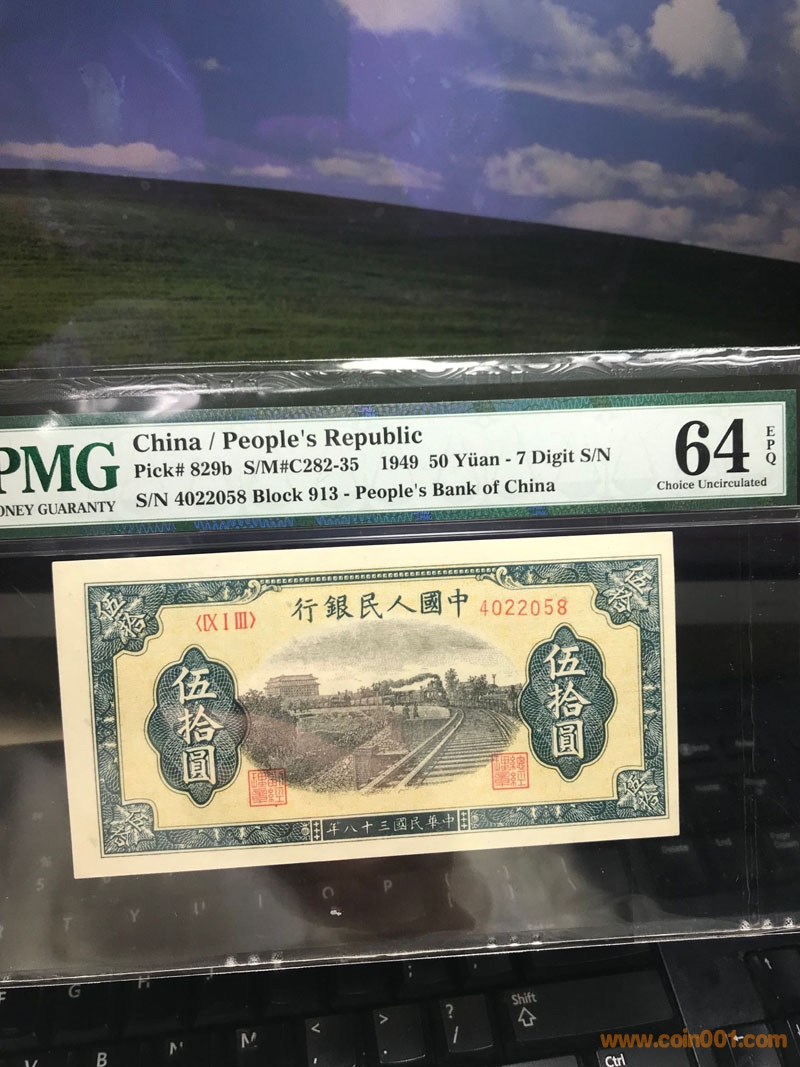 PMG
ONEY GUARANTY
China / People's Republic
Pick# 829b S/M#C282-35 1949 50 Yüan - 7 Digit S/N
S/N 4022058 Block 913 - People's Bank of China
64
EPQ
Choice Uncirculated
行銀民人國中
〈IX I III〉
4022058
伍拾圓
伍拾圓
年八十三國民華中
T
Y
U
I
O
P
F
G
H
J
V
B
N
M
<
,
>
.
?
/
Shift
Ctrl
www.coin001.com